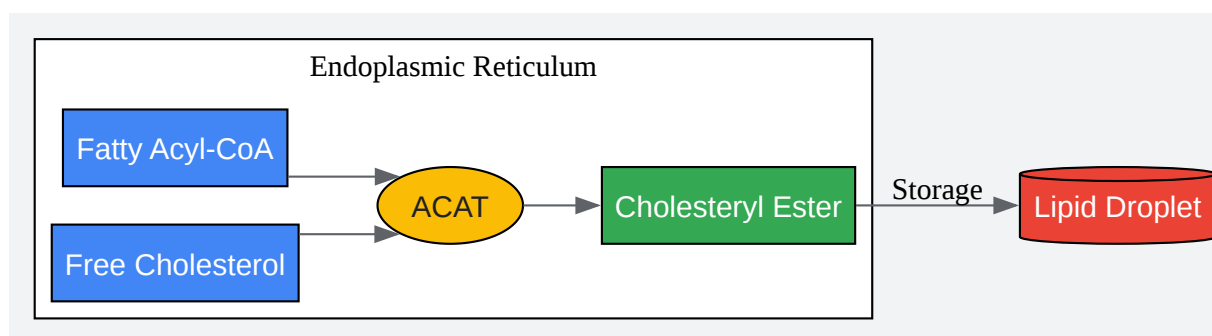 Endoplasmic Reticulum
Fatty Acyl-CoA
Free Cholesterol
ACAT
Cholesteryl Ester
Storage
Lipid Droplet